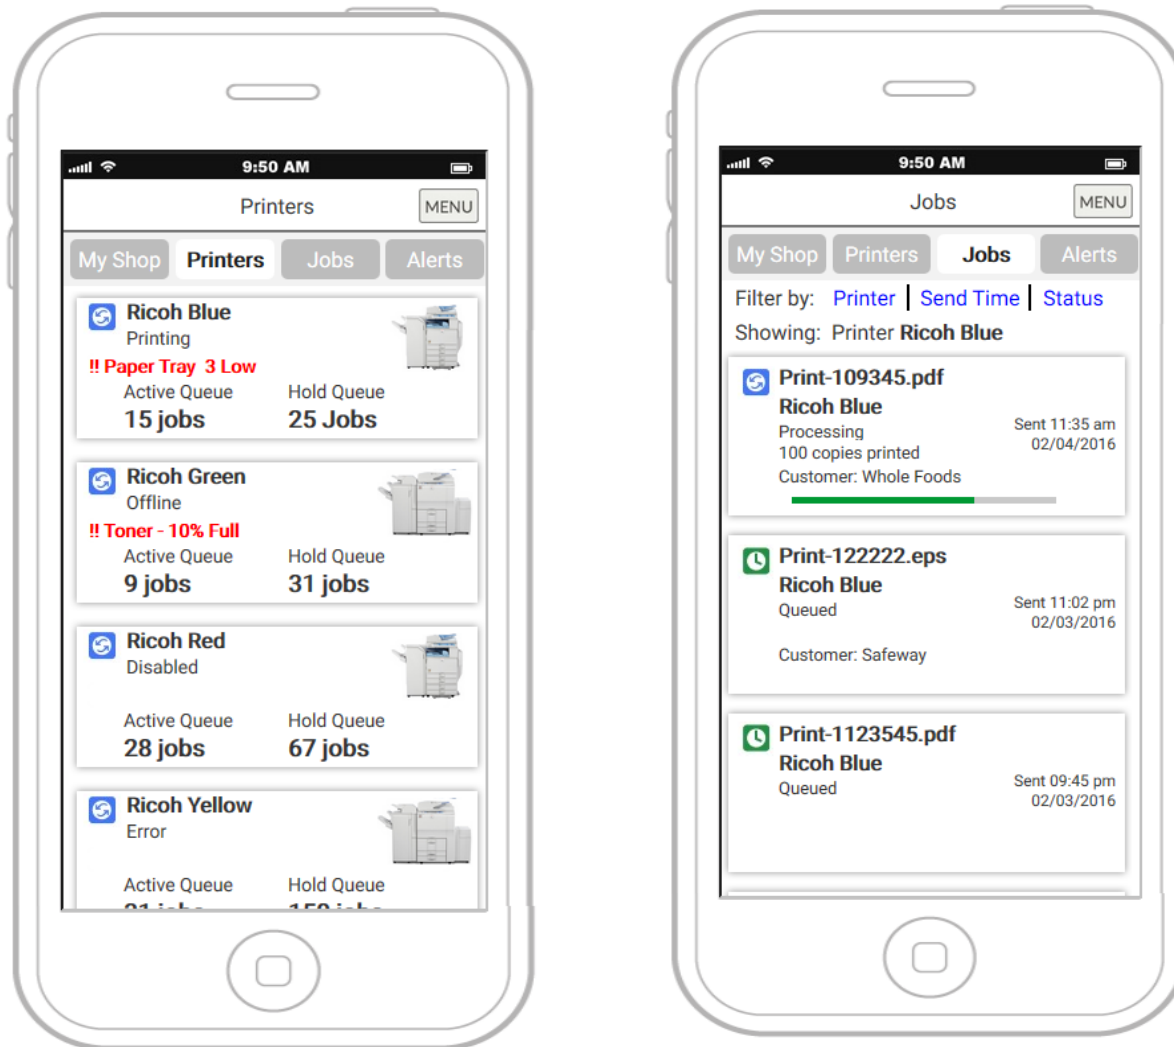 9:50 AM
Printers
MENU
My Shop Printers Jobs Alerts
Ricoh Blue
Printing
!! Paper Tray 3 Low
Active Queue Hold Queue
15 jobs 25 Jobs
Ricoh Green
Offline
!! Toner - 10% Full
Active Queue Hold Queue
9 jobs 31 jobs
Ricoh Red
Disabled
Active Queue Hold Queue
28 jobs 67 jobs
Ricoh Yellow
Error
Active Queue Hold Queue
9:50 AM
Jobs
MENU
My Shop Printers Jobs Alerts
Filter by: Printer Send Time Status
Showing: Printer Ricoh Blue
Print-109345.pdf
Ricoh Blue
Processing
Sent 11:35 am
100 copies printed
02/04/2016
Customer: Whole Foods
Print-122222.eps
Ricoh Blue
Queued
Sent 11:02 pm
02/03/2016
Customer: Safeway
Print-1123545.pdf
Ricoh Blue
Queued
Sent 09:45 pm
02/03/2016